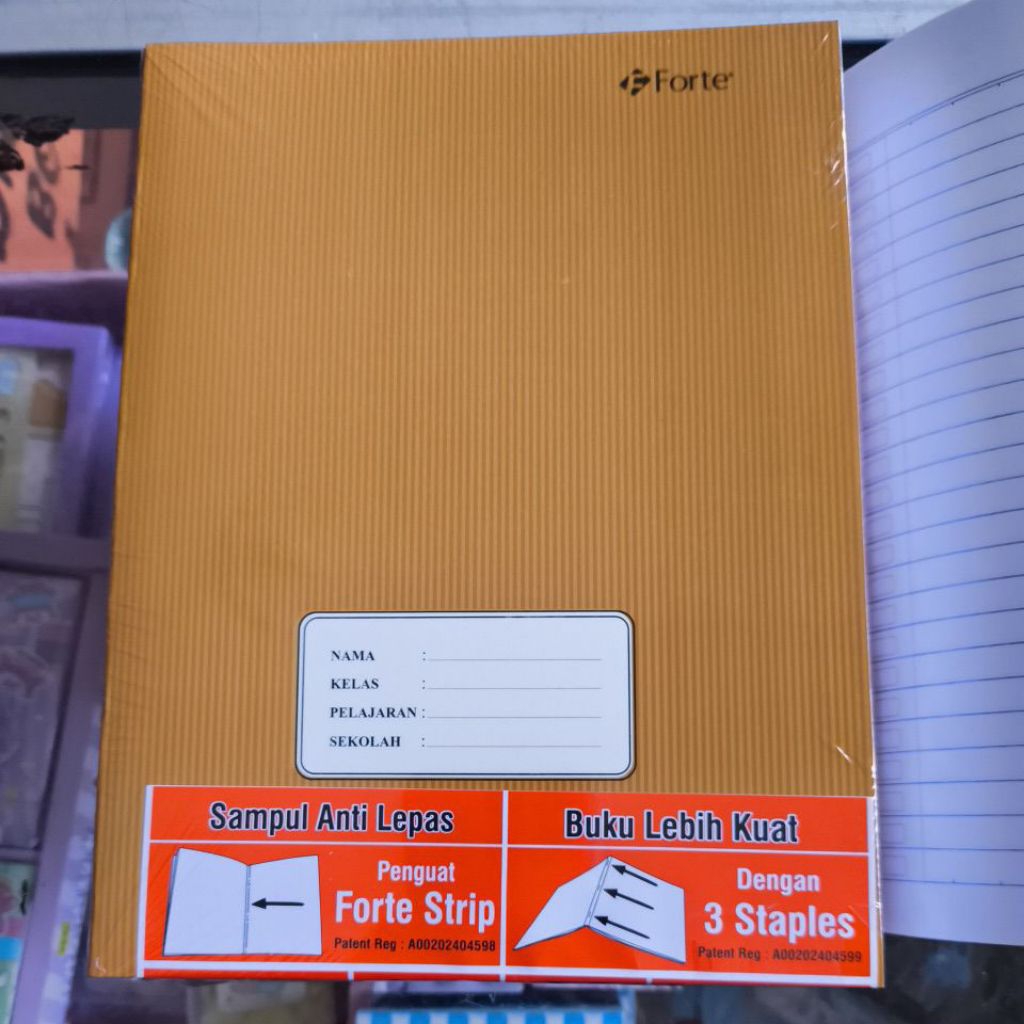 Forte
NAMA :
KELAS :
PELAJARAN :
SEKOLAH :
Sampul Anti Lepas
Penguat
Forte Strip
Patent Reg : A00202404598
Buku Lebih Kuat
Dengan
3 Staples
Patent Reg : A00202404599